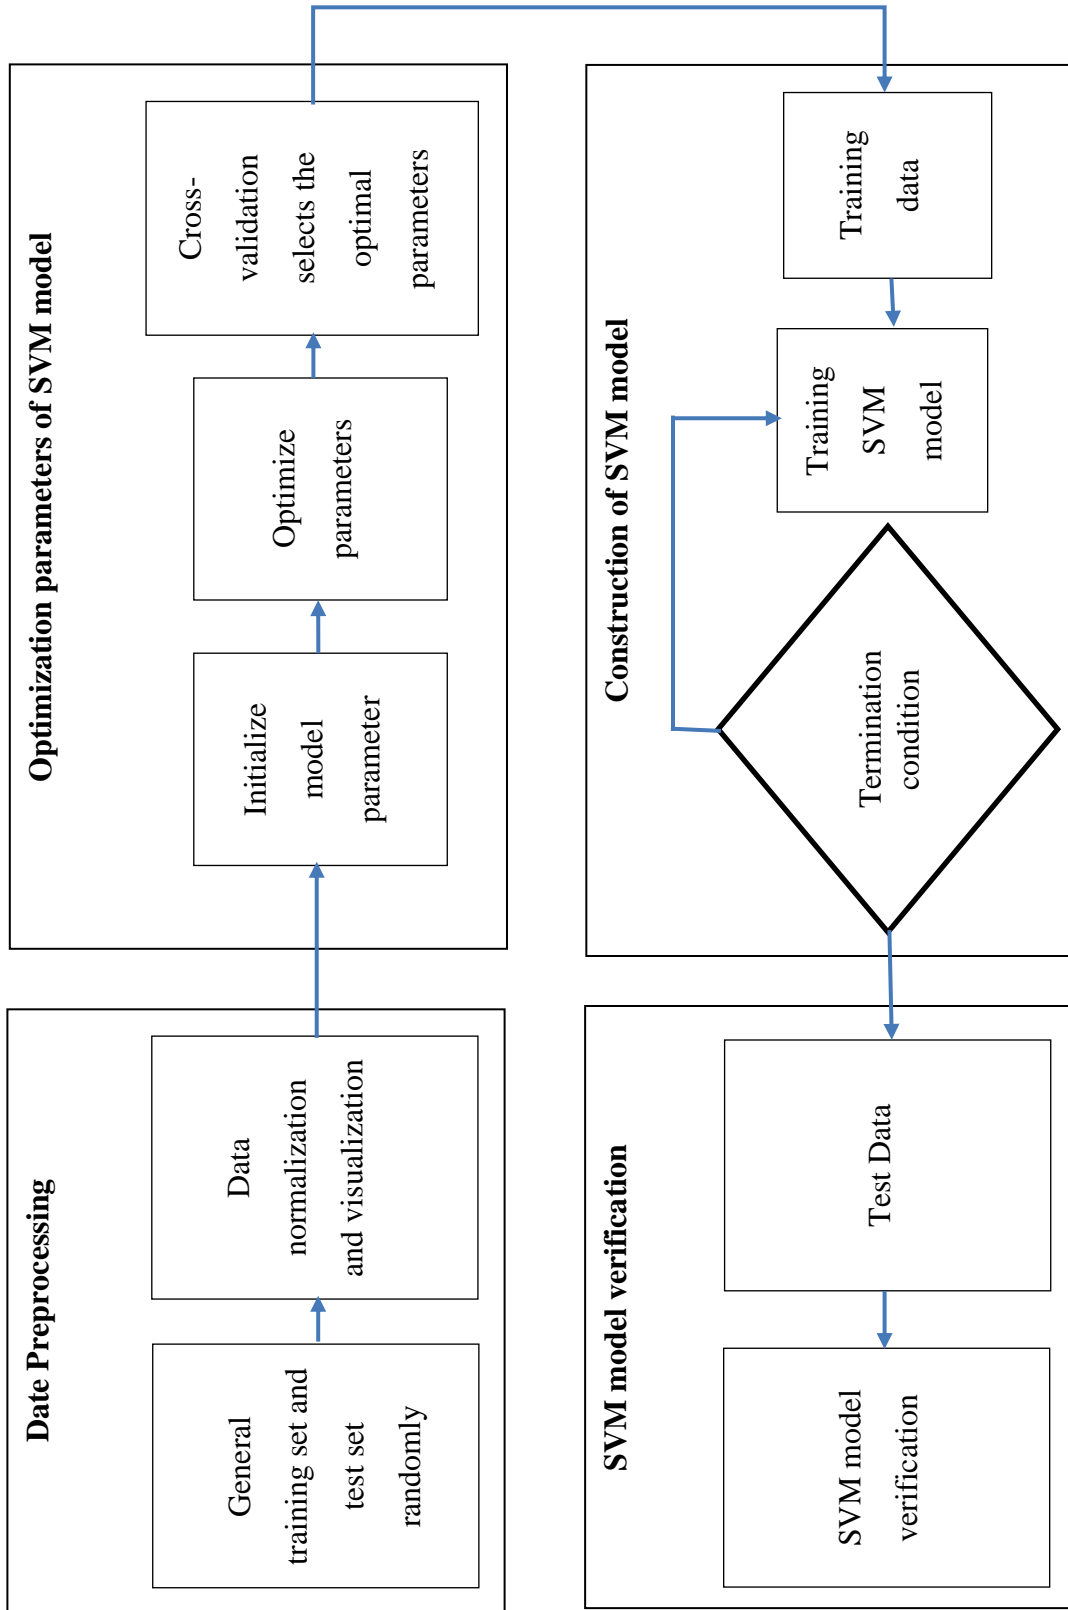 Date Preprocessing
General
training set and
test set
randomly
Data
normalization
and visualization
Optimization parameters of SVM model
Initialize
model
parameter
Optimize
parameters
Cross-
validation
selects the
optimal
parameters
Construction of SVM model
Training
data
Training
SVM
model
Termination
condition
SVM model verification
Test Data
SVM model
verification